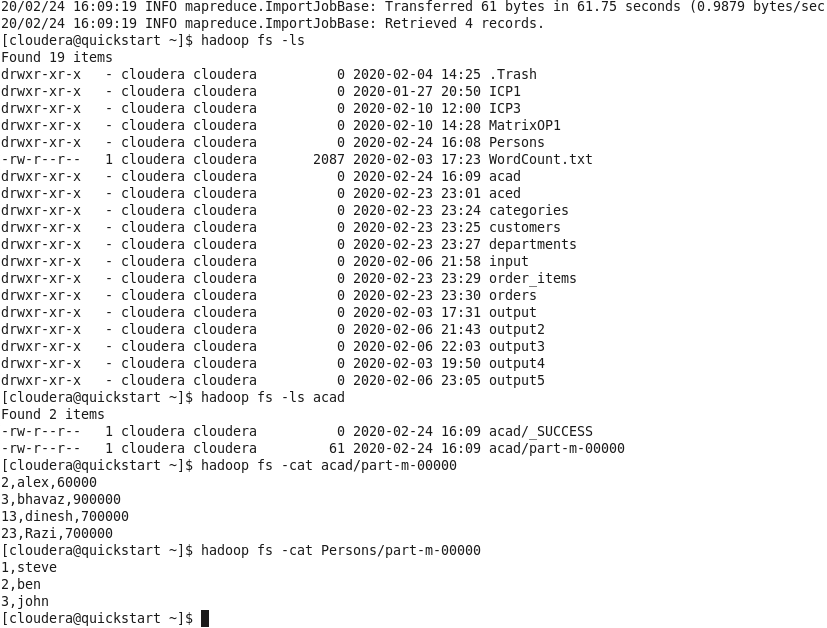 20/02/24 16:09:19 INFO mapreduce.ImportJobBase: Transferred 61 bytes in 61.75 seconds (0.9879 bytes/sec
20/02/24 16:09:19 INFO mapreduce.ImportJobBase: Retrieved 4 records.
[cloudera@quickstart ~]$ hadoop fs -ls
Found 19 items
drwxr-xr-x   - cloudera cloudera          0 2020-02-04 14:25 .Trash
drwxr-xr-x   - cloudera cloudera          0 2020-01-27 20:50 ICP1
drwxr-xr-x   - cloudera cloudera          0 2020-02-10 12:00 ICP3
drwxr-xr-x   - cloudera cloudera          0 2020-02-10 14:28 MatrixOP1
drwxr-xr-x   - cloudera cloudera          0 2020-02-24 16:08 Persons
-rw-r--r--   1 cloudera cloudera       2087 2020-02-03 17:23 WordCount.txt
drwxr-xr-x   - cloudera cloudera          0 2020-02-24 16:09 acad
drwxr-xr-x   - cloudera cloudera          0 2020-02-23 23:01 aced
drwxr-xr-x   - cloudera cloudera          0 2020-02-23 23:24 categories
drwxr-xr-x   - cloudera cloudera          0 2020-02-23 23:25 customers
drwxr-xr-x   - cloudera cloudera          0 2020-02-23 23:27 departments
drwxr-xr-x   - cloudera cloudera          0 2020-02-06 21:58 input
drwxr-xr-x   - cloudera cloudera          0 2020-02-23 23:29 order_items
drwxr-xr-x   - cloudera cloudera          0 2020-02-23 23:30 orders
drwxr-xr-x   - cloudera cloudera          0 2020-02-03 17:31 output
drwxr-xr-x   - cloudera cloudera          0 2020-02-06 21:43 output2
drwxr-xr-x   - cloudera cloudera          0 2020-02-06 22:03 output3
drwxr-xr-x   - cloudera cloudera          0 2020-02-03 19:50 output4
drwxr-xr-x   - cloudera cloudera          0 2020-02-06 23:05 output5
[cloudera@quickstart ~]$ hadoop fs -ls acad
Found 2 items
-rw-r--r--   1 cloudera cloudera          0 2020-02-24 16:09 acad/_SUCCESS
-rw-r--r--   1 cloudera cloudera         61 2020-02-24 16:09 acad/part-m-00000
[cloudera@quickstart ~]$ hadoop fs -cat acad/part-m-00000
2,alex,60000
3,bhavaz,900000
13,dinesh,700000
23,Razi,700000
[cloudera@quickstart ~]$ hadoop fs -cat Persons/part-m-00000
1,steve
2,ben
3,john
[cloudera@quickstart ~]$